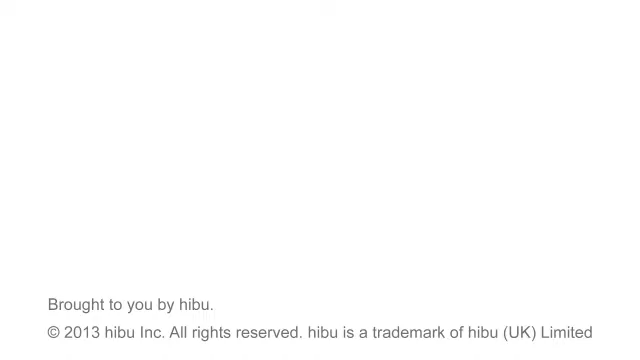 Brought to you by hibu.
© 2013 hibu Inc. All rights reserved. hibu is a trademark of hibu (UK) Limited